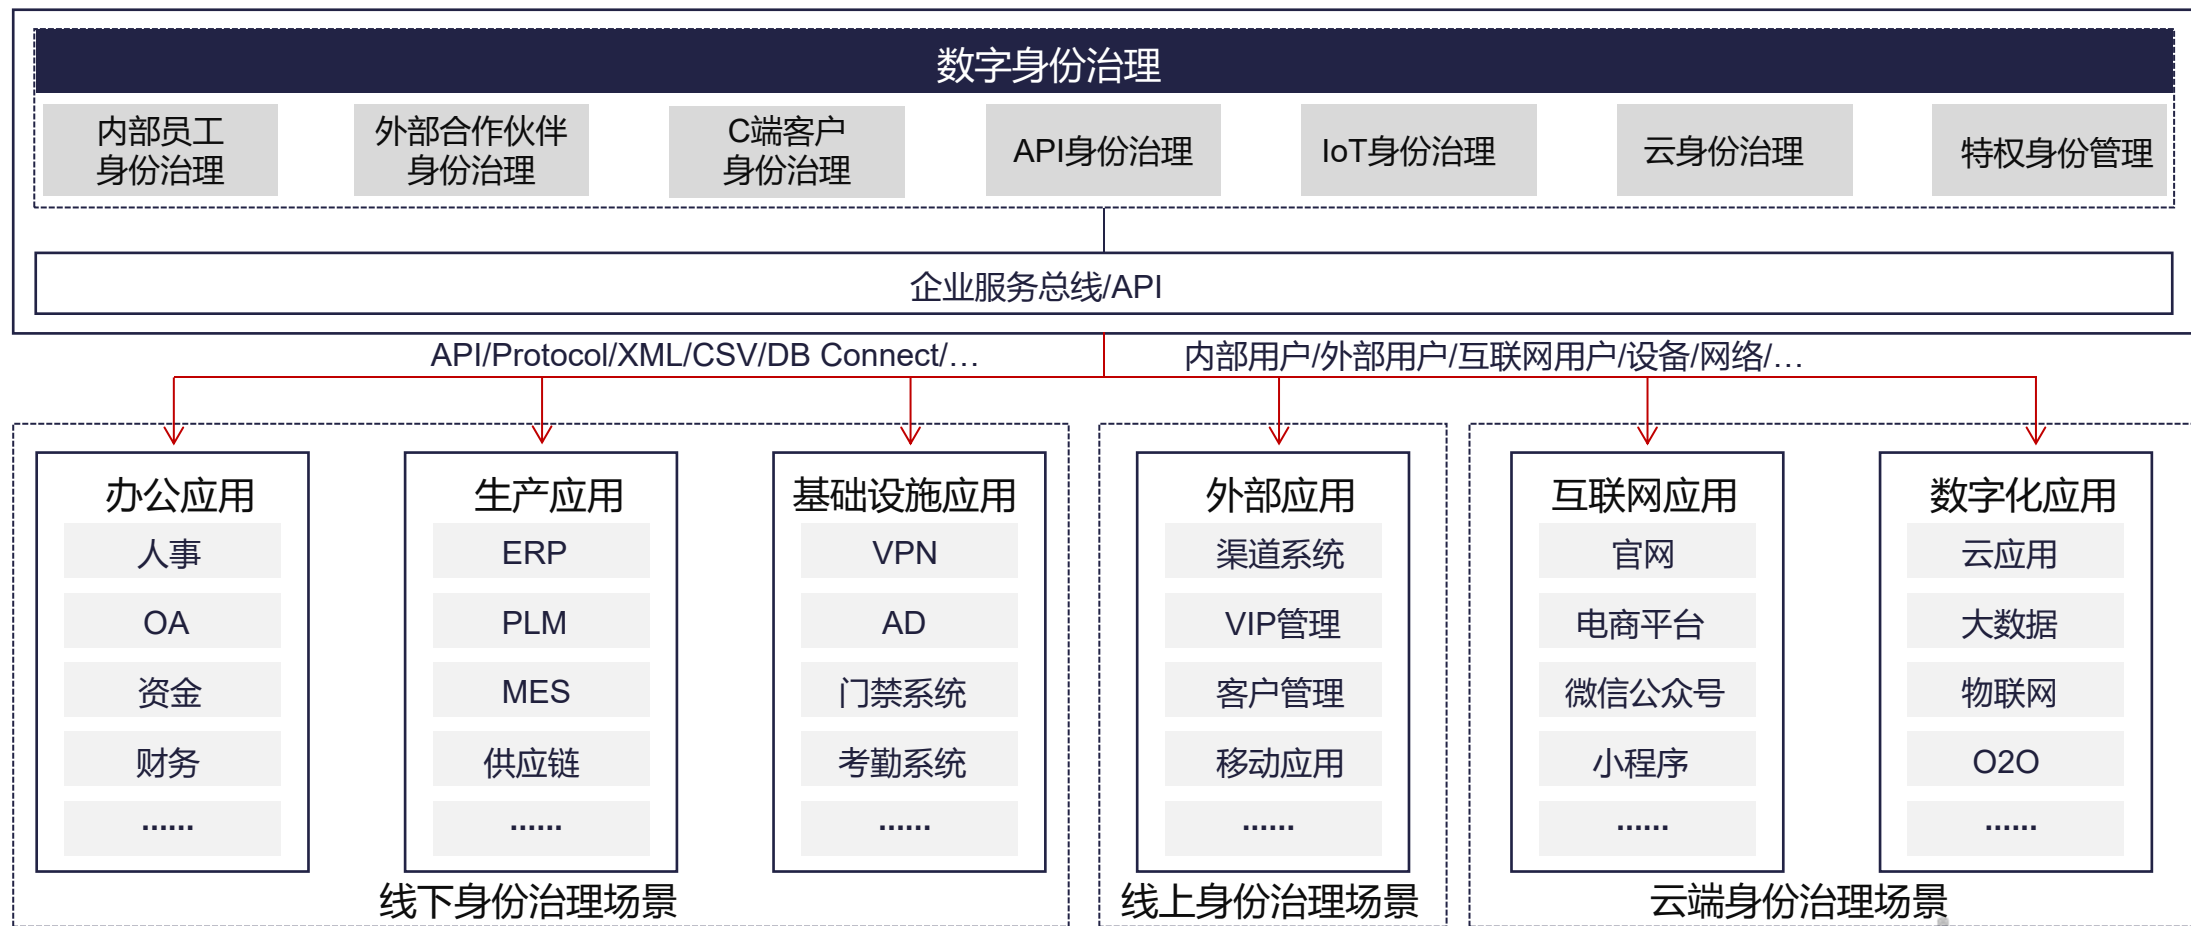 数字身份治理
内部员工
身份治理
外部合作伙伴
身份治理
C端客户
身份治理
API身份治理
IoT身份治理
云身份治理
特权身份管理
企业服务总线/API
API/Protocol/XML/CSV/DB Connect/…
内部用户/外部用户/互联网用户/设备/网络/…
办公应用
人事
OA
资金
财务
......
生产应用
ERP
PLM
MES
供应链
......
基础设施应用
VPN
AD
门禁系统
考勤系统
......
线下身份治理场景
外部应用
渠道系统
VIP管理
客户管理
移动应用
......
线上身份治理场景
互联网应用
官网
电商平台
微信公众号
小程序
......
数字化应用
云应用
大数据
物联网
O2O
......
云端身份治理场景